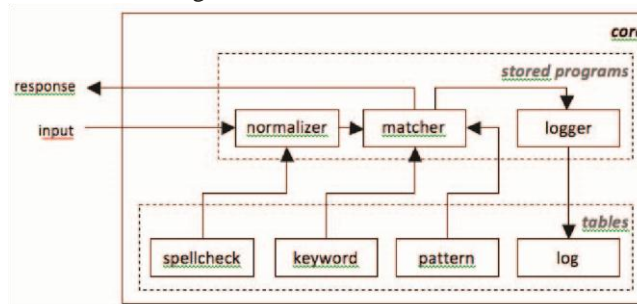 core
stored programs
response
input
normalizer
matcher
logger
tables
spellcheck
keyword
pattern
log